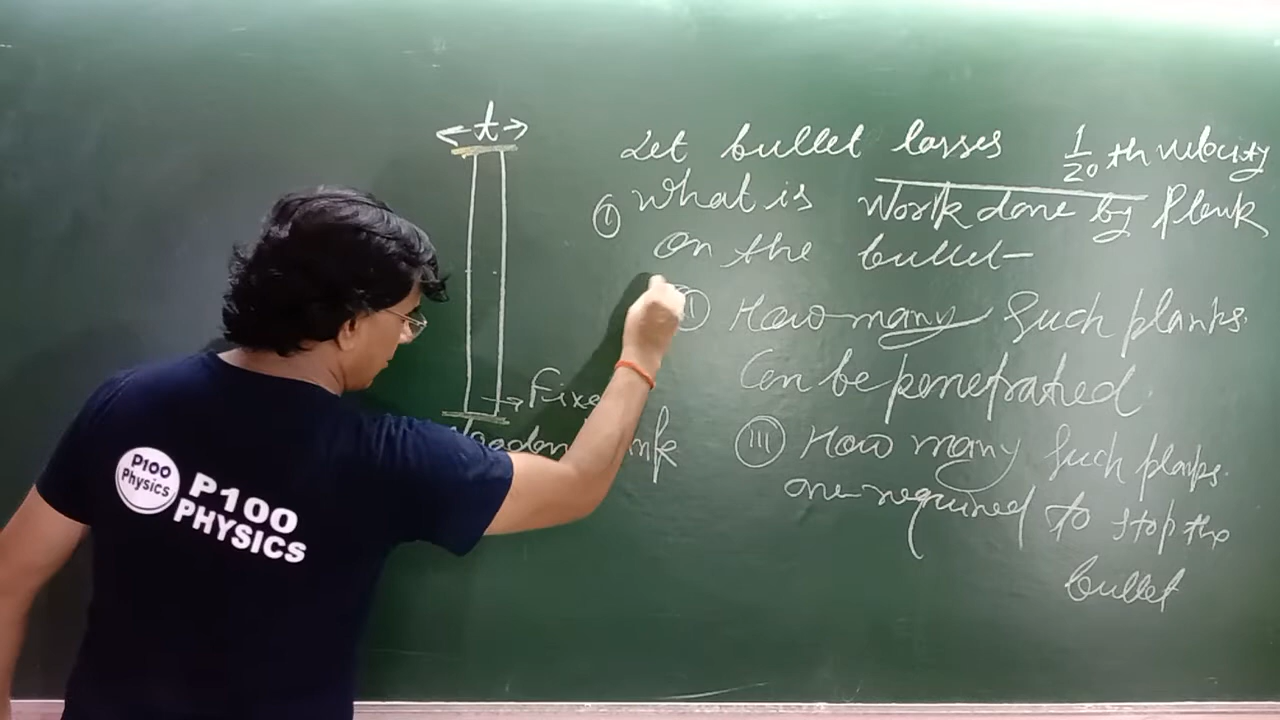 t
Let bullet losses 1/20 th velocity
I What is Work done by Plank
on the bullet-
II How many such planks.
Can be penetrated.
→ Fixe
III How many such planks.
are required to stop the
bullet
P100
Physics
P100
PHYSICS